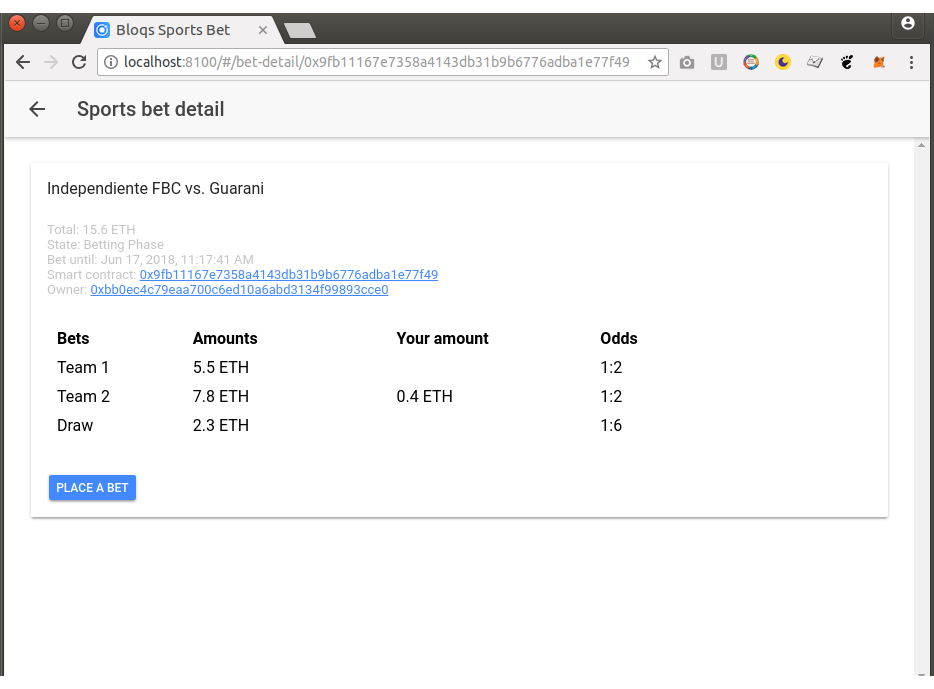 Bloqs Sports Bet
localhost:8100/#/bet-detail/0x9fb11167e7358a4143db31b9b6776adba1e77f49
Sports bet detail
Independiente FBC vs. Guarani
Total: 15.6 ETH
State: Betting Phase
Bet until: Jun 17, 2018, 11:17:41 AM
Smart contract: 0x9fb11167e7358a4143db31b9b6776adba1e77f49
Owner: 0xbb0ec4c79eaa700c6ed10a6abd3134f99893cce0
Bets Amounts Your amount Odds
Team 1 5.5 ETH 1:2
Team 2 7.8 ETH 0.4 ETH 1:2
Draw 2.3 ETH 1:6
PLACE A BET